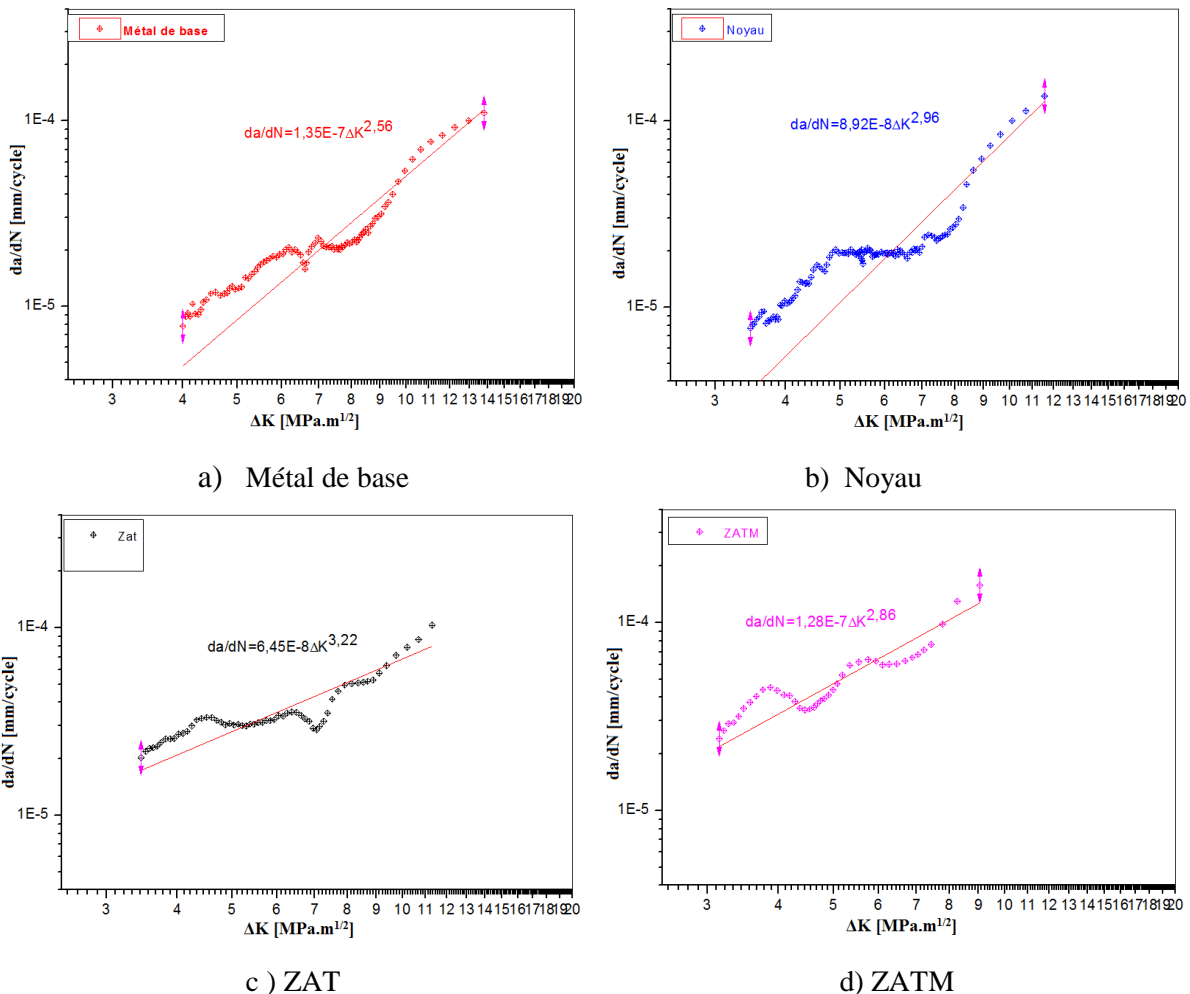 Métal de base
1E-4
1E-5
da/dN [mm/cycle]
da/dN=1,35E-7ΔK^2,56
3 4 5 6 7 8 9 10 11 12 13 14 15 16 17 18 19 20
ΔK [MPa.m^1/2]
a) Métal de base
Noyau
1E-4
1E-5
da/dN [mm/cycle]
da/dN=8,92E-8ΔK^2,96
3 4 5 6 7 8 9 10 11 12 13 14 15 16 17 18 19 20
ΔK [MPa.m^1/2]
b) Noyau
Zat
1E-4
1E-5
da/dN [mm/cycle]
da/dN=6,45E-8ΔK^3,22
3 4 5 6 7 8 9 10 11 12 13 14 15 16 17 18 19 20
ΔK [MPa.m^1/2]
c ) ZAT
ZATM
1E-4
1E-5
da/dN [mm/cycle]
da/dN=1,28E-7ΔK^2,86
3 4 5 6 7 8 9 10 11 12 13 14 15 16 17 18 19 20
ΔK [MPa.m^1/2]
d) ZATM